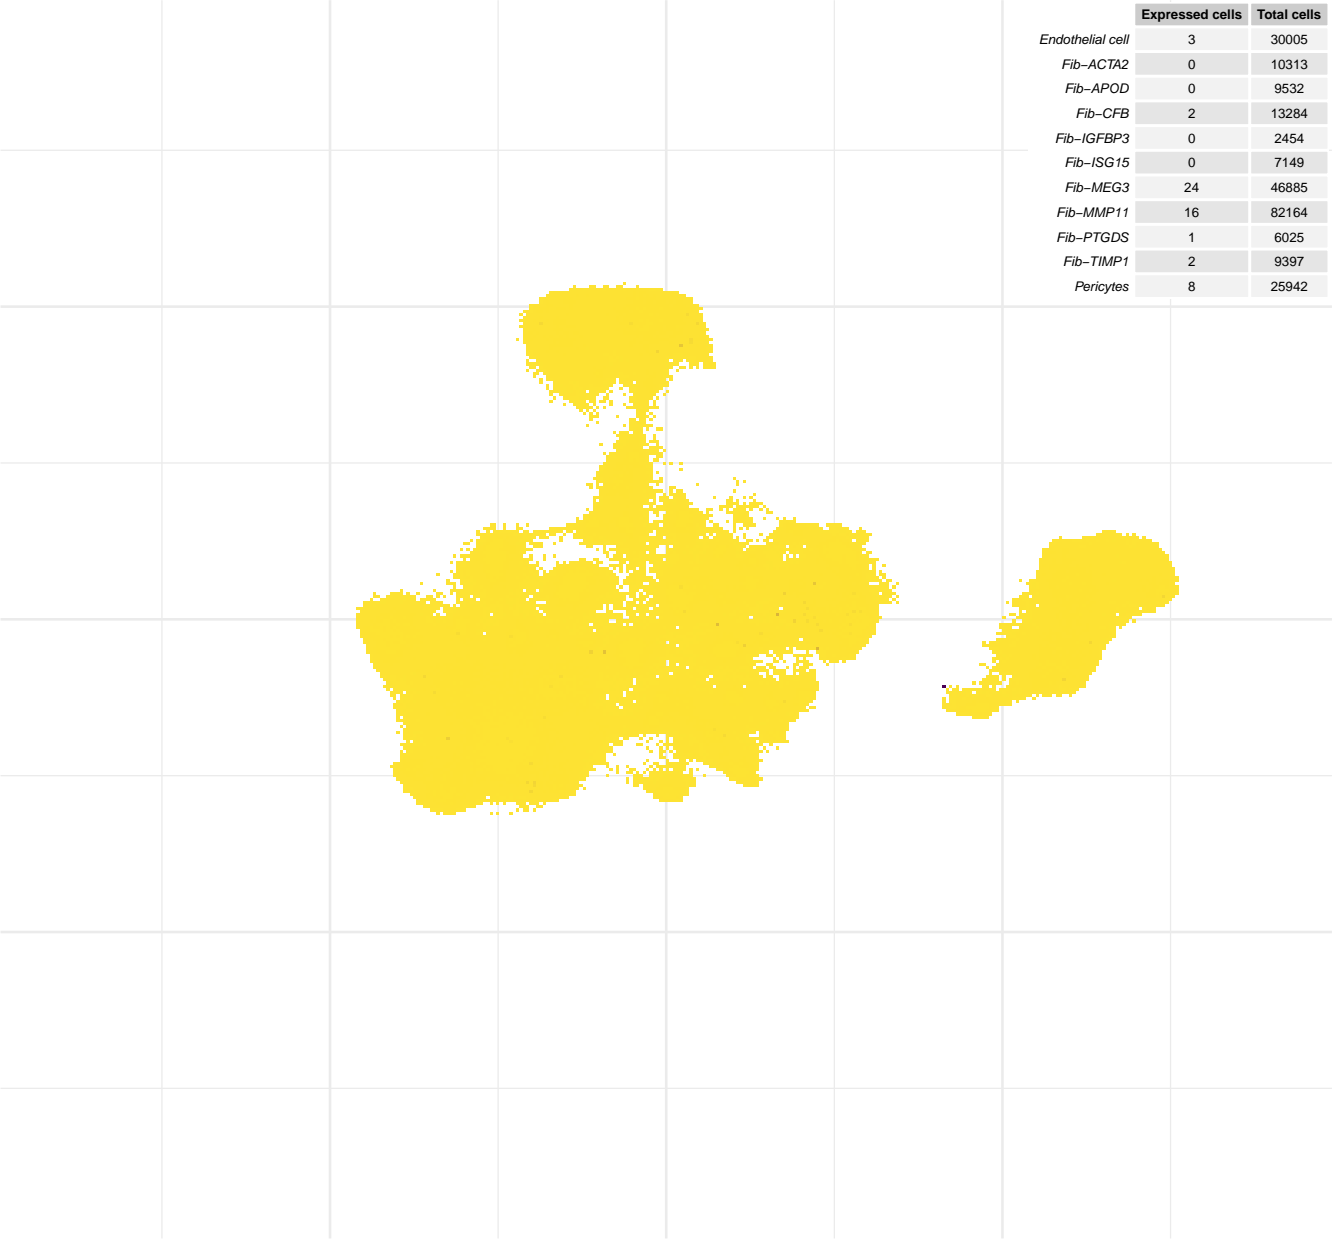 Expressed cells Total cells
Endothelial cell 3 30005
Fib−ACTA2 0 10313
Fib−APOD 0 9532
Fib−CFB 2 13284
Fib−IGFBP3 0 2454
Fib−ISG15 0 7149
Fib−MEG3 24 46885
Fib−MMP11 16 82164
Fib−PTGDS 1 6025
Fib−TIMP1 2 9397
Pericytes 8 25942